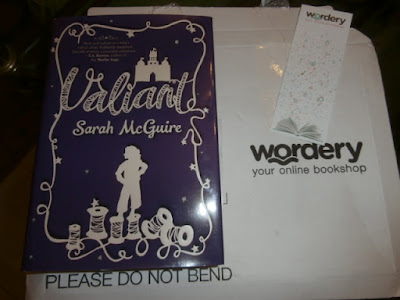 Valiant
Sarah McGuire
wordery
wordery
your online bookshop
PLEASE DO NOT BEND